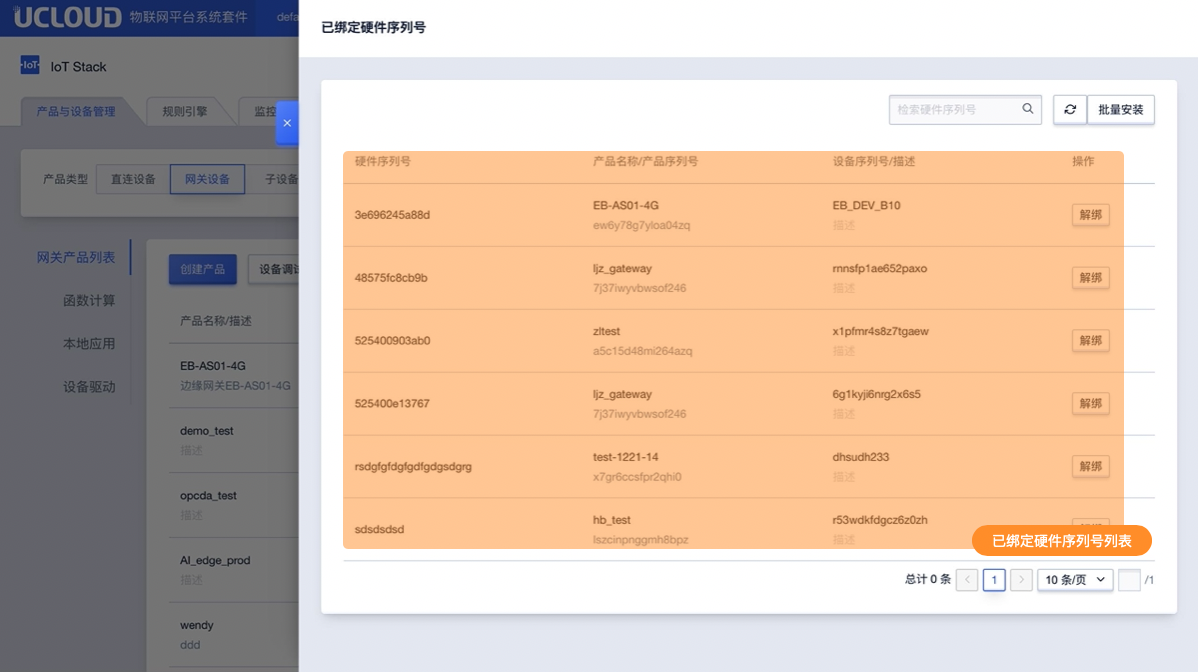 UCLOUD 物联网平台系统套件 defa
IoT Stack
产品与设备管理 规则引擎 监控
产品类型 直连设备 网关设备 子设备
网关产品列表
函数计算
本地应用
设备驱动
创建产品 设备调试
产品名称/描述
EB-AS01-4G
边缘网关EB-AS01-4G
demo_test
描述
opcda_test
描述
AI_edge_prod
描述
wendy
ddd
已绑定硬件序列号
检索硬件序列号 批量安装
硬件序列号 产品名称/产品序列号 设备序列号/描述 操作
3e696245a88d EB-AS01-4G EB_DEV_B10 解绑
ew6y78g7yloa04zq 描述
48575fc8cb9b ljz_gateway rnnsfp1ae652paxo 解绑
7j37iwyvbwsof246 描述
525400903ab0 zltest x1pfmr4s8z7tgaew 解绑
a5c15d48mi264azq 描述
525400e13767 ljz_gateway 6g1kyji6nrg2x6s5 解绑
7j37iwyvbwsof246 描述
rsdgfgfdgfgdfgdgsdgrg test-1221-14 dhsudh233 解绑
x7gr6ccsfpr2qhi0 描述
sdsdsdsd hb_test r53wdkfdgcz6z0zh
lszcinpnggmh8bpz 描述
已绑定硬件序列号列表
总计 0 条 1 10 条/页 /1